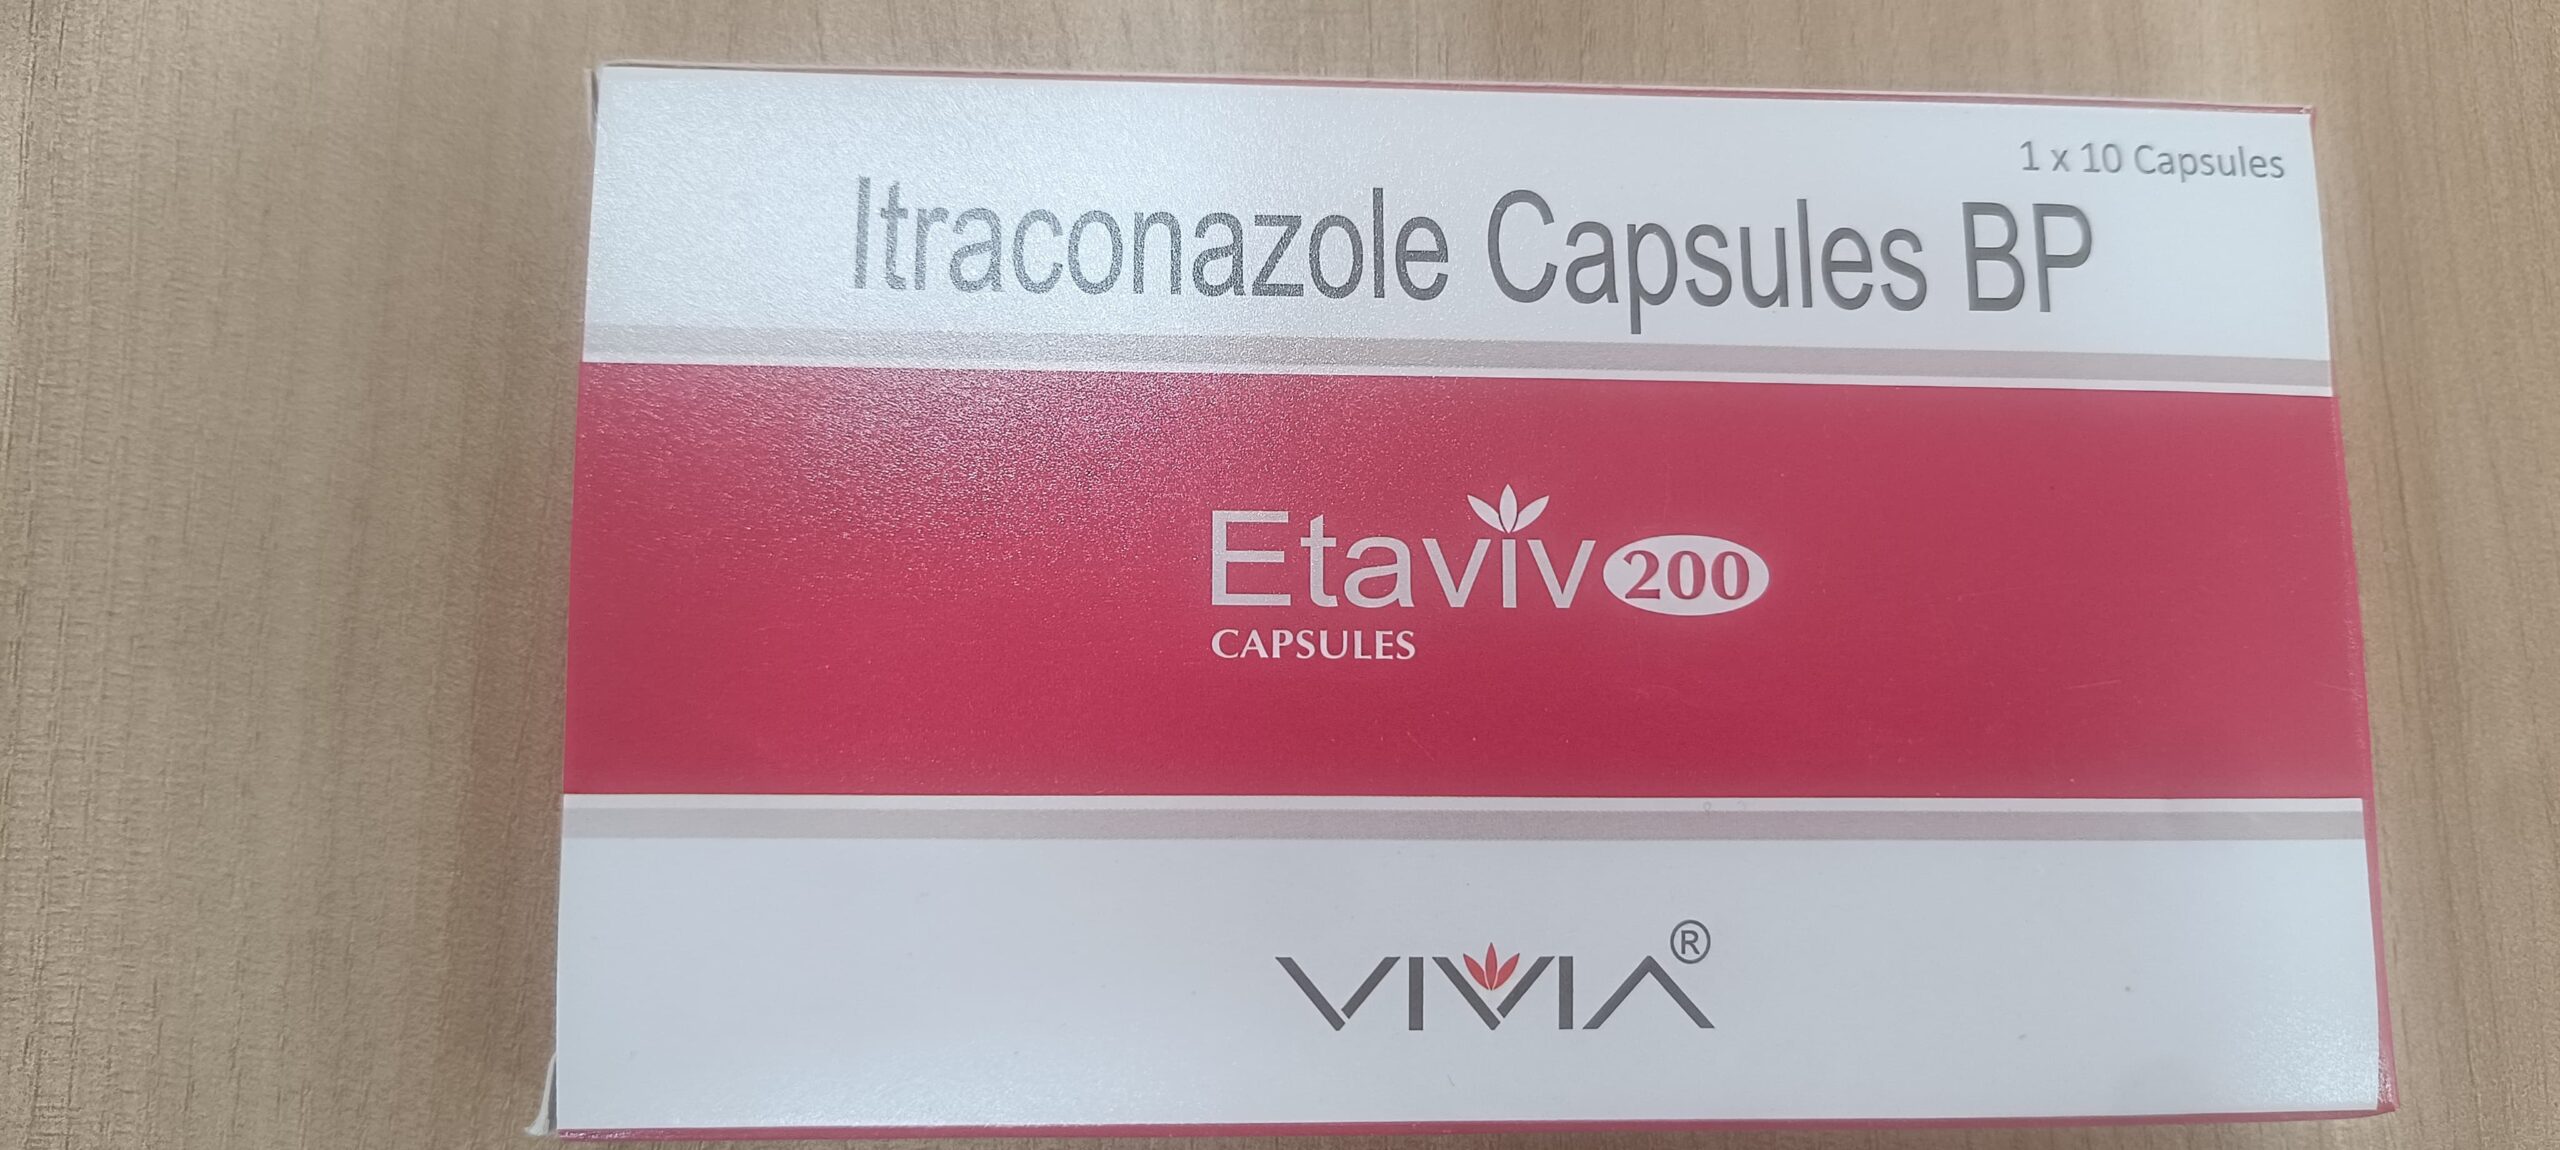 1 x 10 Capsules
Itraconazole Capsules BP
Etaviv 200
CAPSULES
VIVIA®